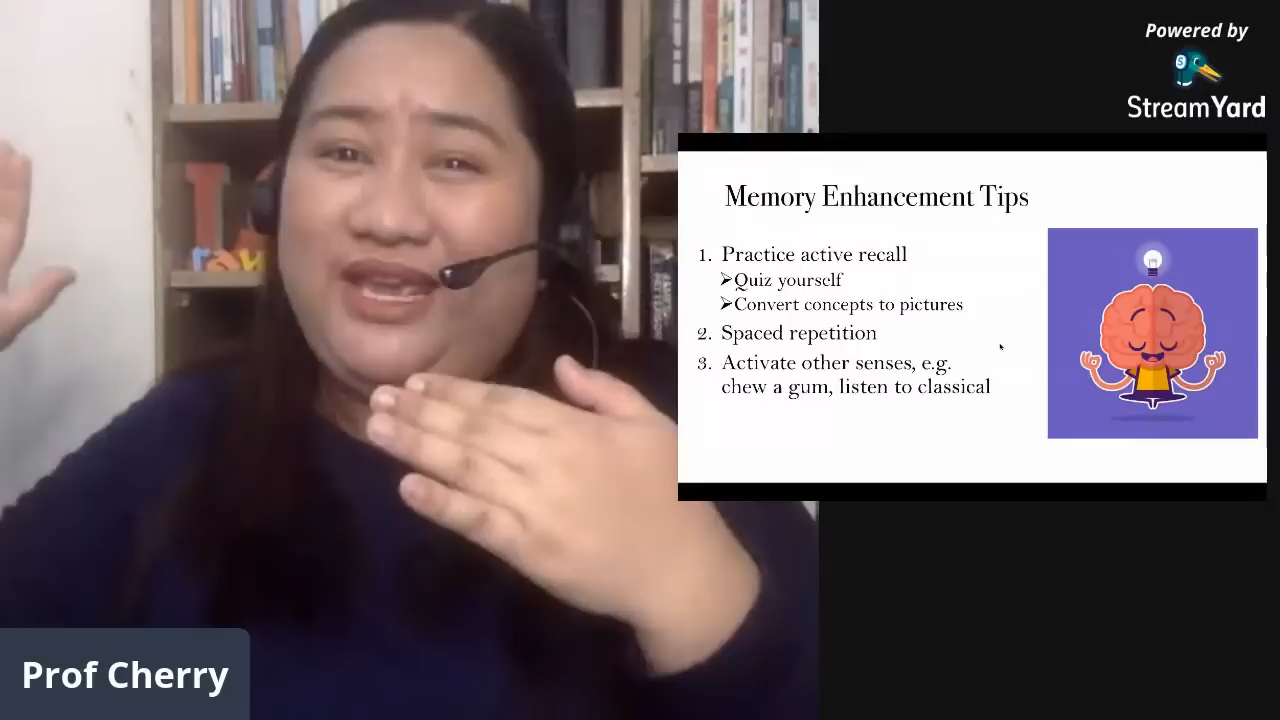 Powered by
StreamYard
Memory Enhancement Tips
1. Practice active recall
➢Quiz yourself
➢Convert concepts to pictures
2. Spaced repetition
3. Activate other senses, e.g.
chew a gum, listen to classical
Prof Cherry